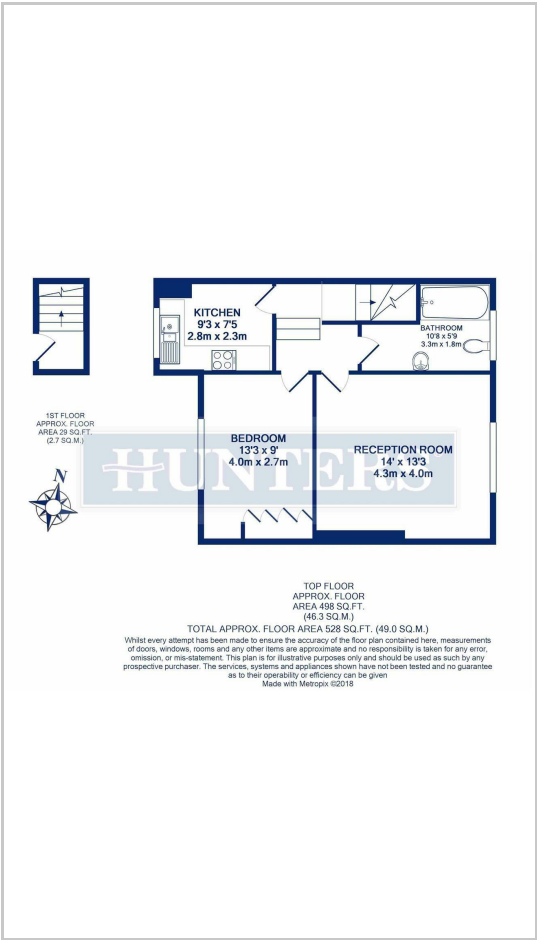 KITCHEN
9'3 x 7'5
2.8m x 2.3m
BATHROOM
10'8 x 5'9
3.3m x 1.8m
1ST FLOOR
APPROX. FLOOR
AREA 29 SQ.FT.
(2.7 SQ.M.)
BEDROOM
13'3 x 9'
4.0m x 2.7m
RECEPTION ROOM
14' x 13'3
4.3m x 4.0m
HUNTERS
N
TOP FLOOR
APPROX. FLOOR
AREA 498 SQ.FT.
(46.3 SQ.M.)
TOTAL APPROX. FLOOR AREA 528 SQ.FT. (49.0 SQ.M.)
Whilst every attempt has been made to ensure the accuracy of the floor plan contained here, measurements
of doors, windows, rooms and any other items are approximate and no responsibility is taken for any error,
omission, or mis-statement. This plan is for illustrative purposes only and should be used as such by any
prospective purchaser. The services, systems and appliances shown have not been tested and no guarantee
as to their operability or efficiency can be given
Made with Metropix ©2018